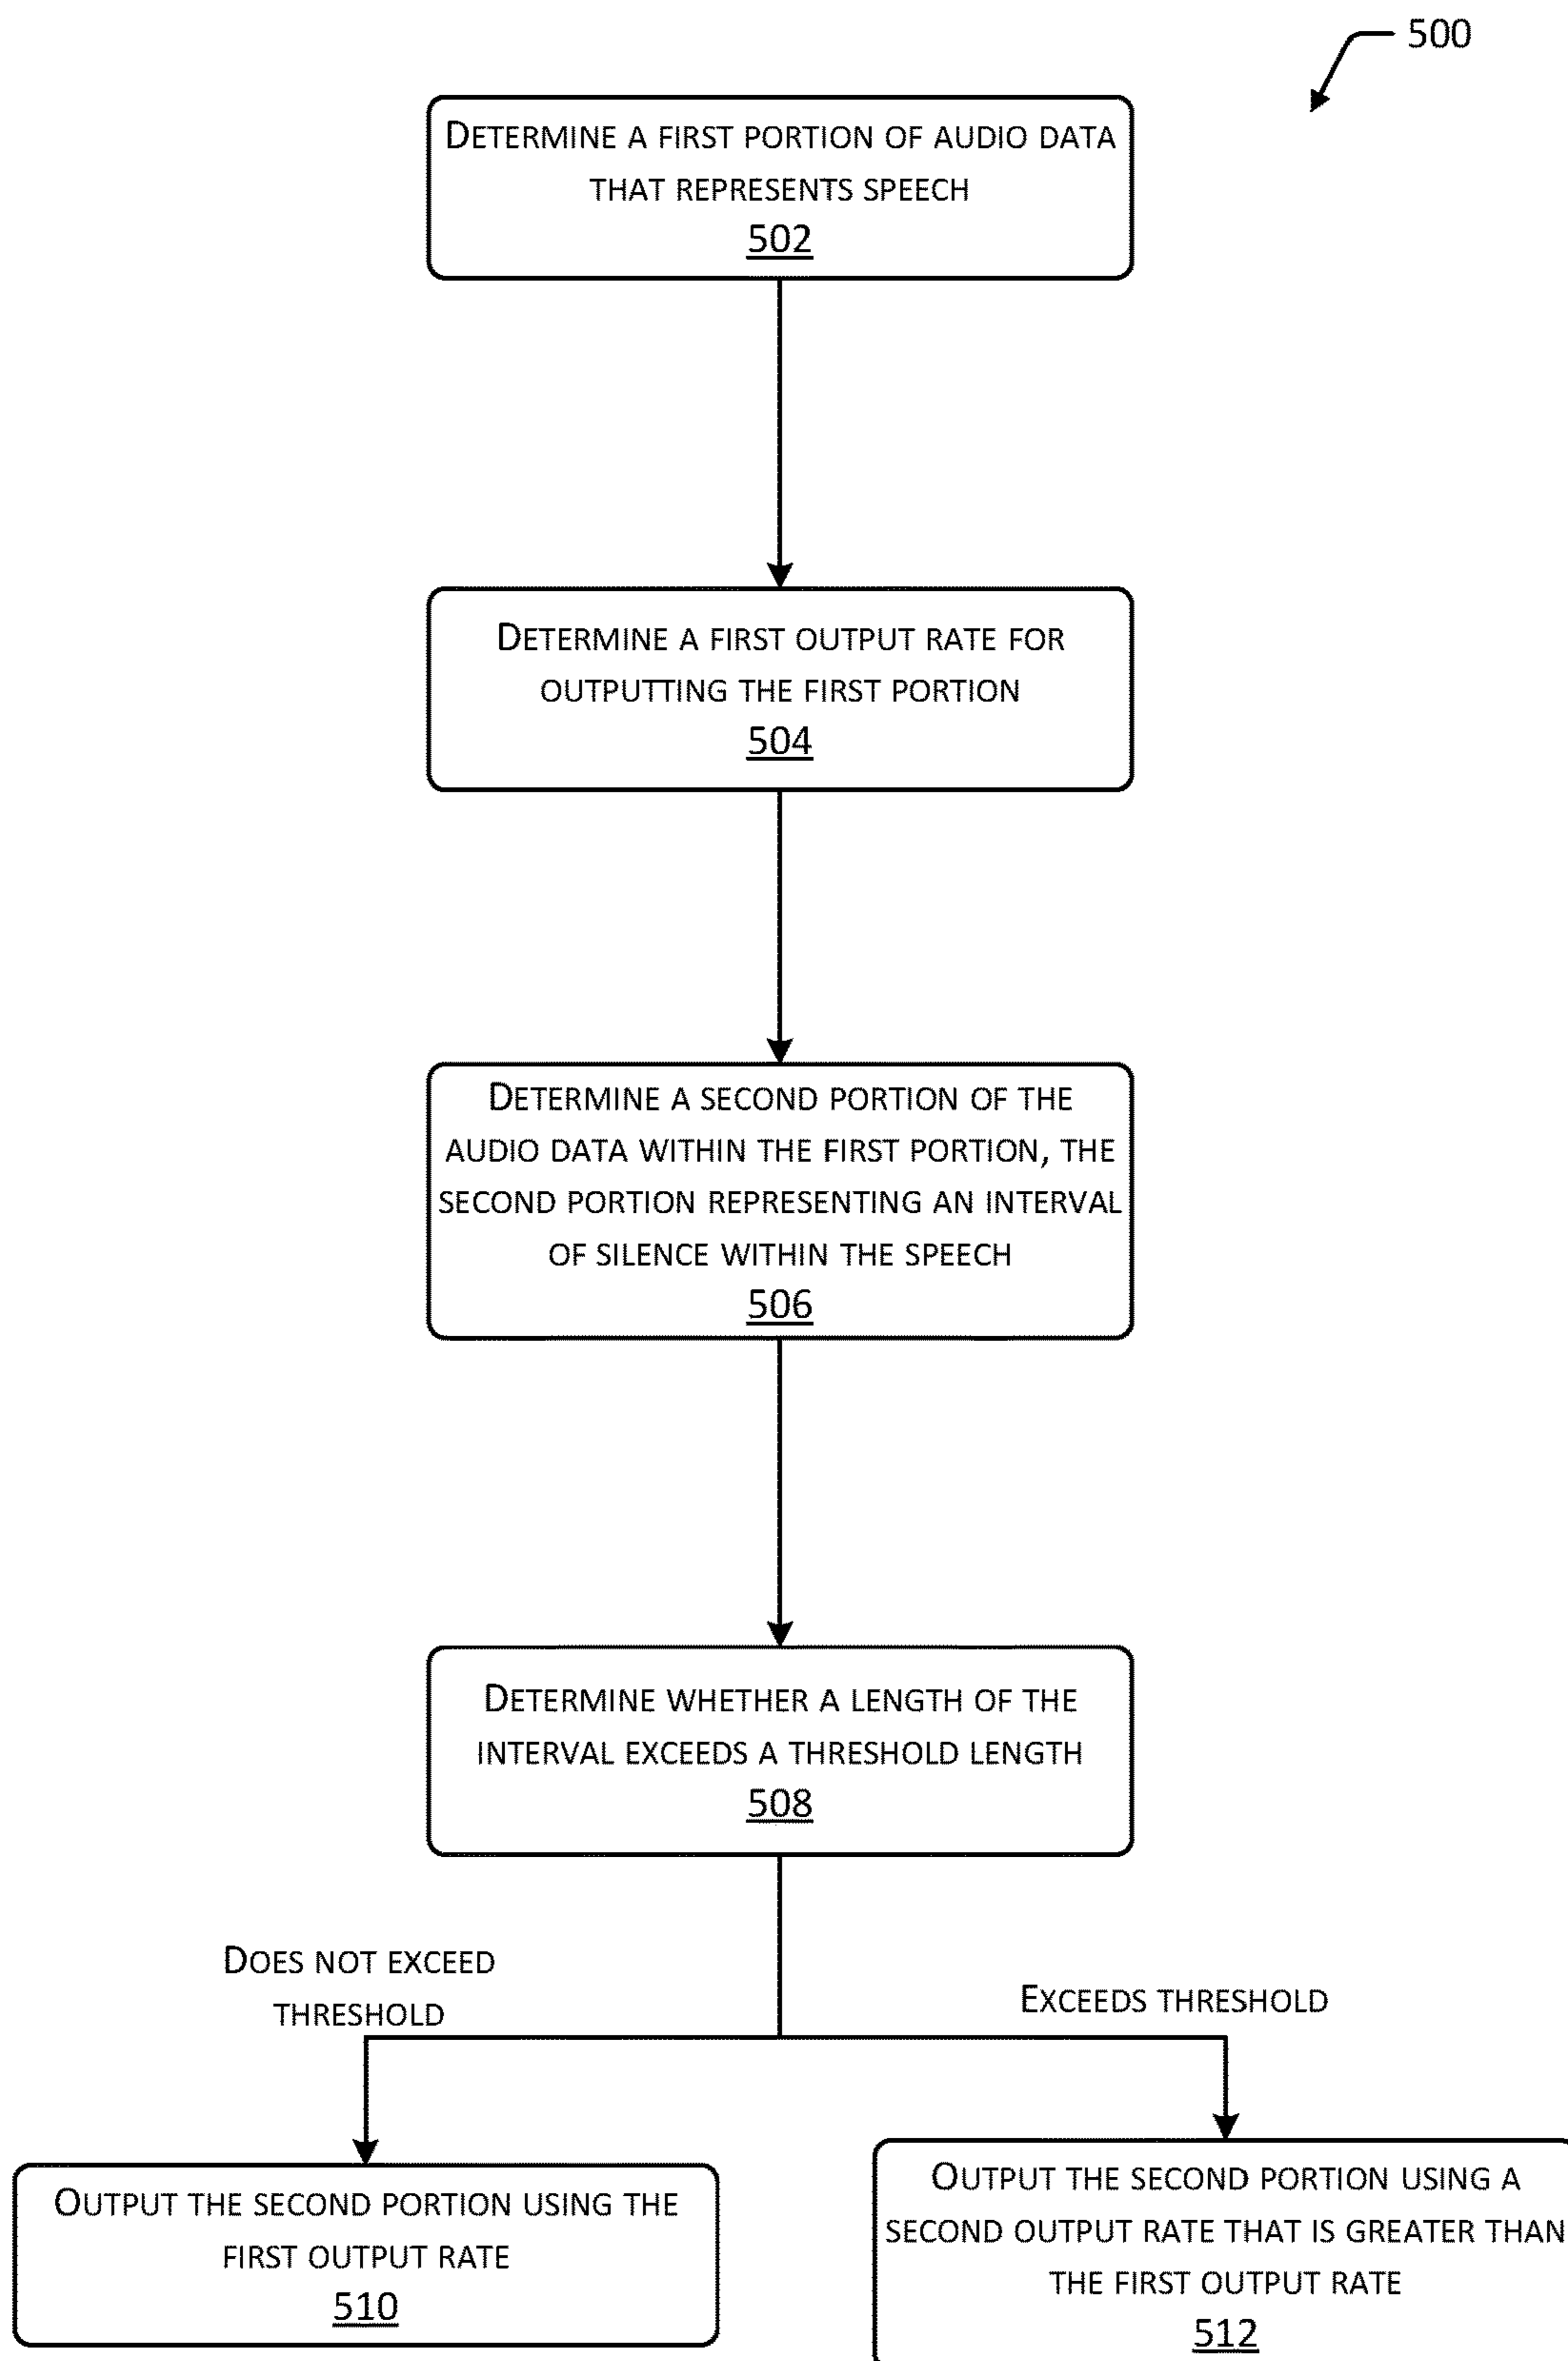 500
DETERMINE A FIRST PORTION OF AUDIO DATA
THAT REPRESENTS SPEECH
502
DETERMINE A FIRST OUTPUT RATE FOR
OUTPUTTING THE FIRST PORTION
504
DETERMINE A SECOND PORTION OF THE
AUDIO DATA WITHIN THE FIRST PORTION, THE
SECOND PORTION REPRESENTING AN INTERVAL
OF SILENCE WITHIN THE SPEECH
506
DETERMINE WHETHER A LENGTH OF THE
INTERVAL EXCEEDS A THRESHOLD LENGTH
508
DOES NOT EXCEED
THRESHOLD
EXCEEDS THRESHOLD
OUTPUT THE SECOND PORTION USING THE
FIRST OUTPUT RATE
510
OUTPUT THE SECOND PORTION USING A
SECOND OUTPUT RATE THAT IS GREATER THAN
THE FIRST OUTPUT RATE
512